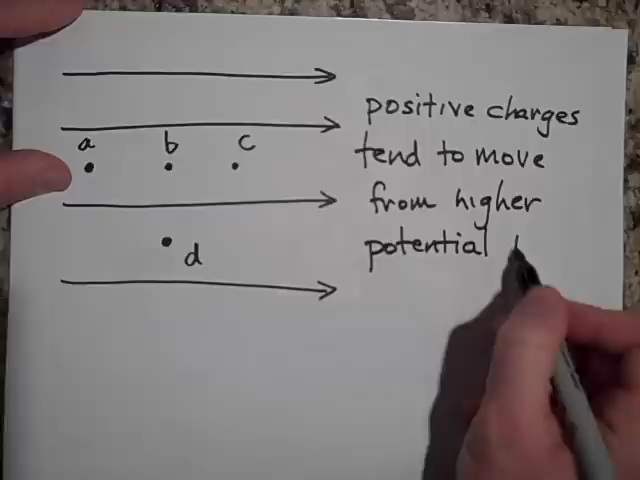 a b c
d
positive charges
tend to move
from higher
potential